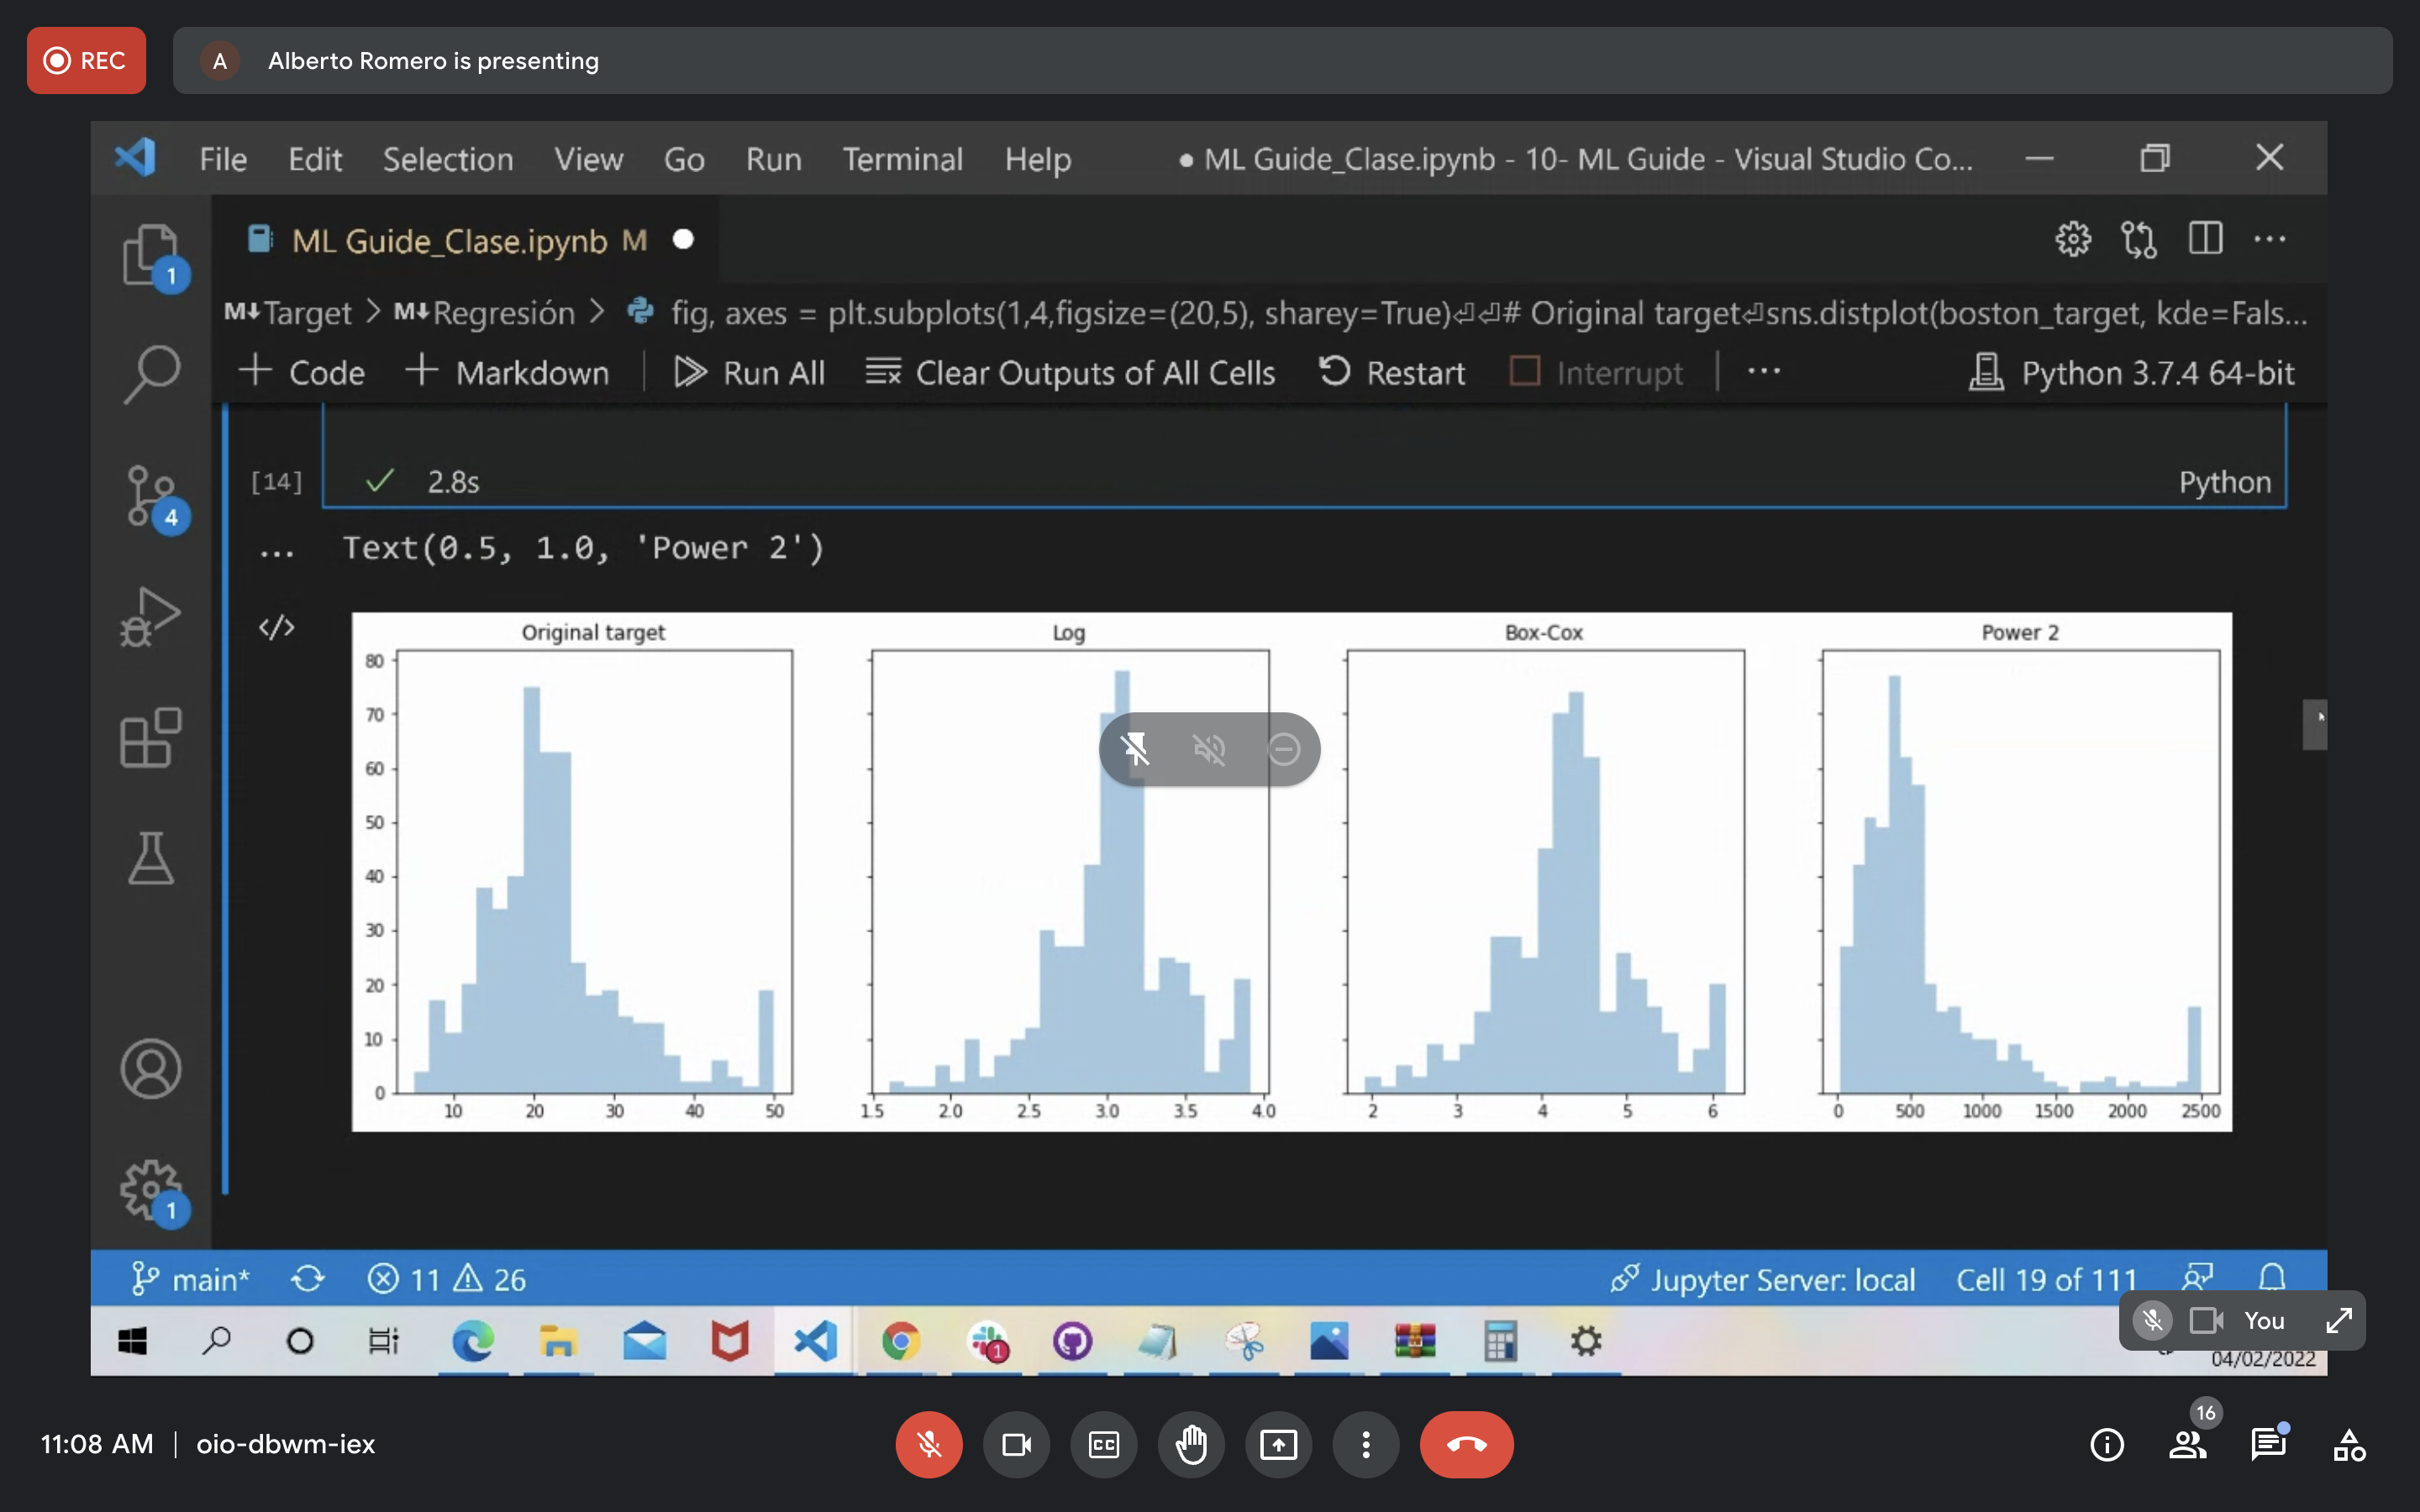 REC
A Alberto Romero is presenting
File Edit Selection View Go Run Terminal Help ● ML Guide_Clase.ipynb - 10- ML Guide - Visual Studio Co...
ML Guide_Clase.ipynb M
1
M↓Target > M↓Regresión > fig, axes = plt.subplots(1,4,figsize=(20,5), sharey=True)⏎⏎# Original target⏎sns.distplot(boston_target, kde=Fals...
+ Code + Markdown Run All Clear Outputs of All Cells Restart Interrupt ... Python 3.7.4 64-bit
[14] ✓ 2.8s Python
4
... Text(0.5, 1.0, 'Power 2')
</>
Original target Log Box-Cox Power 2
80
70
60
50
40
30
20
10
0
10 20 30 40 50
1.5 2.0 2.5 3.0 3.5 4.0
2 3 4 5 6
0 500 1000 1500 2000 2500
1
main* 11 26 Jupyter Server: local Cell 19 of 111
1
You
04/02/2022
11:08 AM | oio-dbwm-iex
CC
16